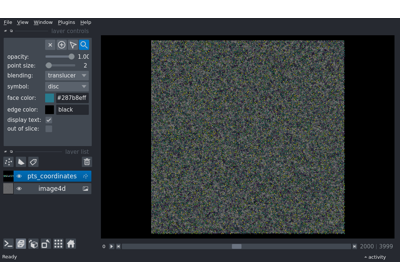 File View Window Plugins Help
layer controls
opacity: 1.00
point size: 2
blending: translucer
symbol: disc
face color: #287b8eff
edge color: black
display text:
out of slice:
layer list
pts_coordinates
image4d
2000 3999
Ready
activity